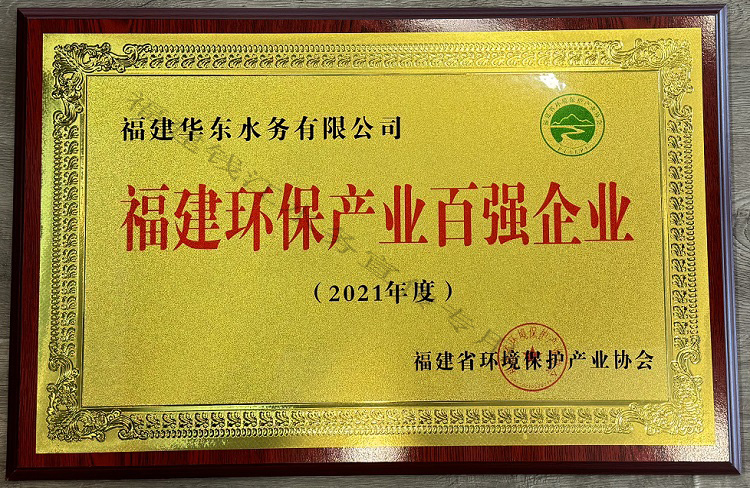 福建华东水务有限公司
福建环保产业百强企业
（2021年度）
福建省环境保护产业协会